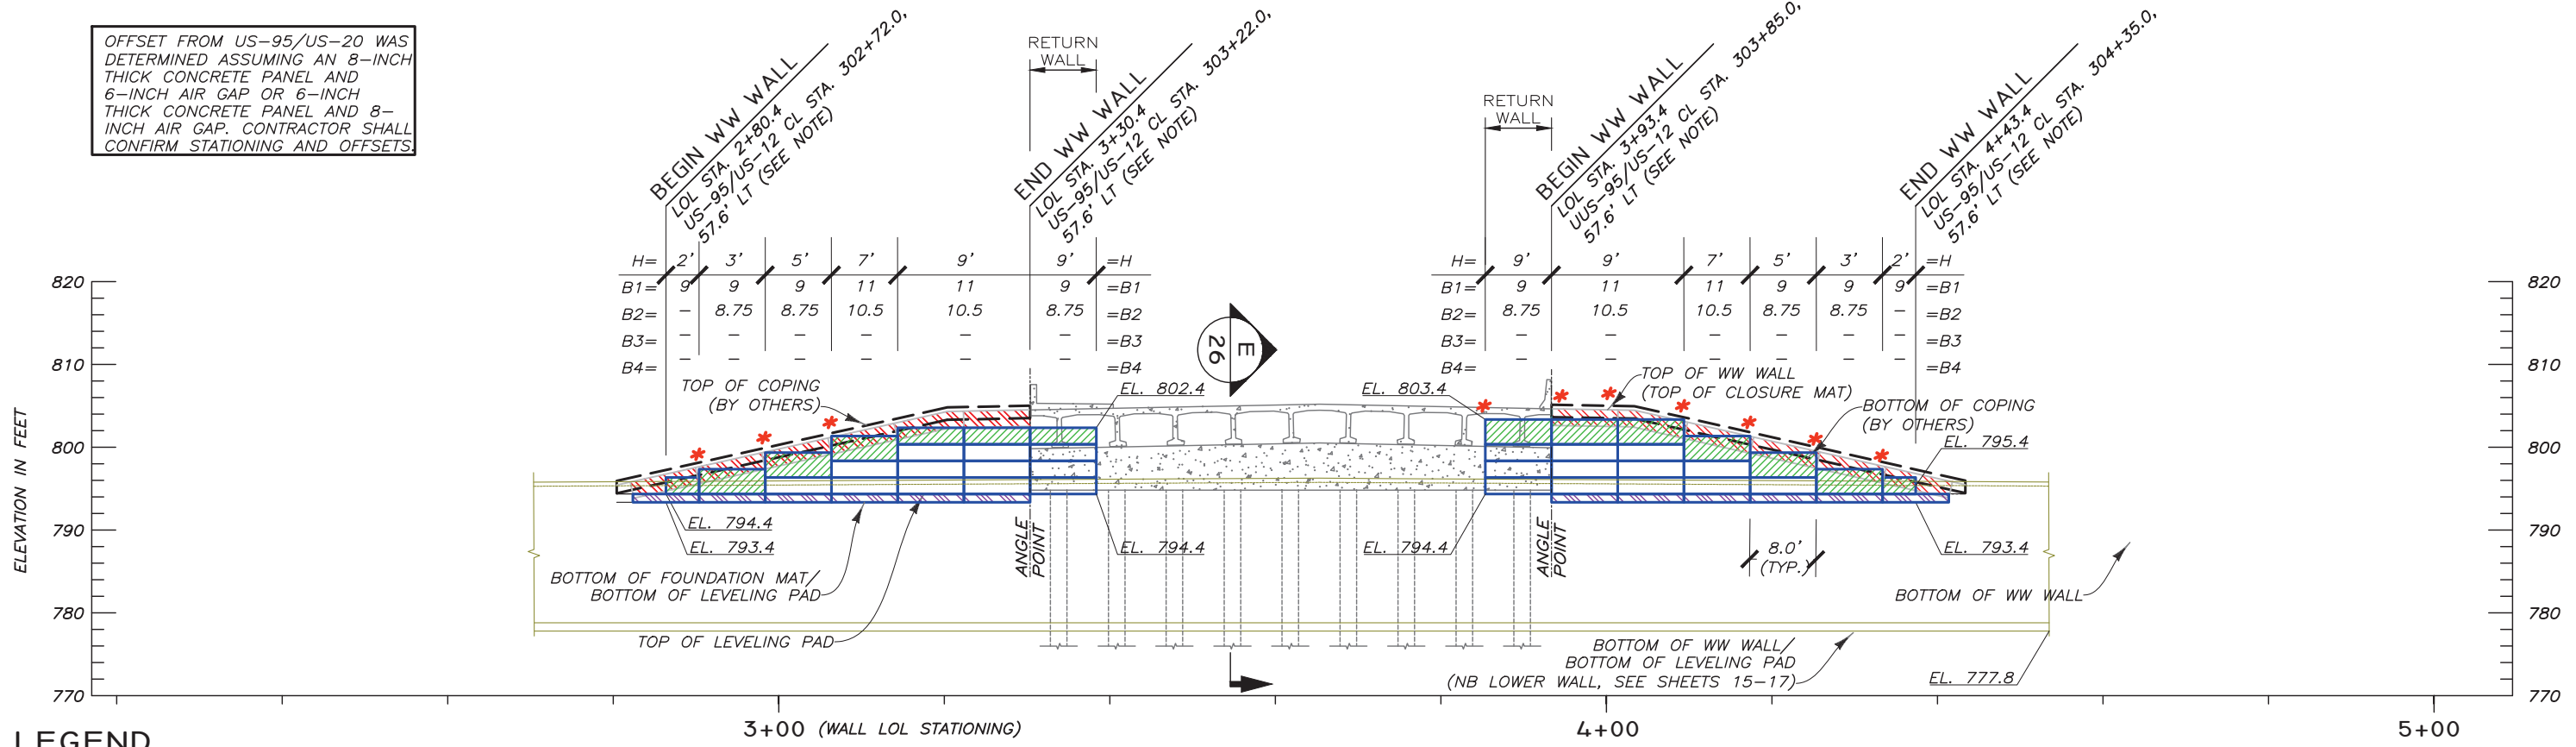 OFFSET FROM US-95/US-20 WAS
DETERMINED ASSUMING AN 8-INCH
THICK CONCRETE PANEL AND
6-INCH AIR GAP OR 6-INCH
THICK CONCRETE PANEL AND 8-
INCH AIR GAP. CONTRACTOR SHALL
CONFIRM STATIONING AND OFFSETS.
BEGIN WW WALL
LOL STA. 2+80.4
US-95/US-12 CL STA. 302+72.0,
57.6' LT (SEE NOTE)
RETURN
WALL
END WW WALL
LOL STA. 3+30.4
US-95/US-12 CL STA. 303+22.0,
57.6' LT (SEE NOTE)
RETURN
WALL
BEGIN WW WALL
LOL STA. 3+93.4
UUS-95/US-12 CL STA. 303+85.0,
57.6' LT (SEE NOTE)
END WW WALL
LOL STA. 4+43.4
US-95/US-12 CL STA. 304+35.0,
57.6' LT (SEE NOTE)
H= 2' 3' 5' 7' 9' 9' =H
B1= 9 9 9 11 11 9 =B1
B2= - 8.75 8.75 10.5 10.5 8.75 =B2
B3= - - - - - - =B3
B4= - - - - - - =B4
H= 9' 9' 7' 5' 3' 2' =H
B1= 9 11 11 9 9 9 =B1
B2= 8.75 10.5 10.5 8.75 8.75 - =B2
B3= - - - - - - =B3
B4= - - - - - - =B4
E
26
820
810
800
790
780
770
ELEVATION IN FEET
820
810
800
790
780
770
TOP OF COPING
(BY OTHERS)
EL. 802.4
EL. 803.4
TOP OF WW WALL
(TOP OF CLOSURE MAT)
BOTTOM OF COPING
(BY OTHERS)
EL. 795.4
EL. 794.4
EL. 793.4
ANGLE
POINT
EL. 794.4
EL. 794.4
ANGLE
POINT
8.0'
(TYP.)
EL. 793.4
BOTTOM OF FOUNDATION MAT/
BOTTOM OF LEVELING PAD
BOTTOM OF WW WALL
TOP OF LEVELING PAD
BOTTOM OF WW WALL/
BOTTOM OF LEVELING PAD
(NB LOWER WALL, SEE SHEETS 15-17)
EL. 777.8
3+00 (WALL LOL STATIONING)
4+00
5+00
LEGEND